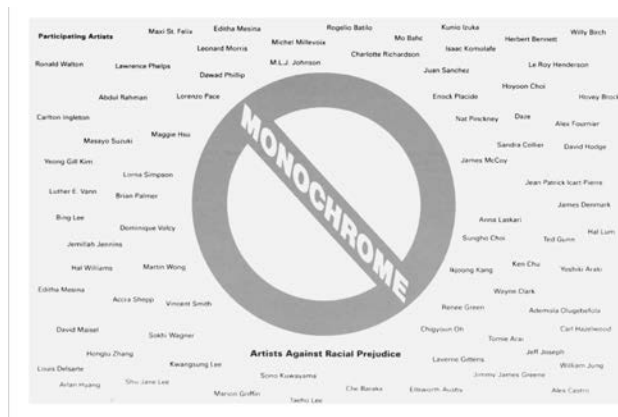 Participating Artists
Maxi St. Felix
Editha Mesina
Rogelio Batilo
Kunio Izuka
Willy Birch
Leonard Morris
Michel Millevoix
Mo Bahc
Herbert Bennett
Charlotte Richardson
Isaac Komolafe
Ronald Walton
Lawrence Phelps
M.L.J. Johnson
Le Roy Henderson
Dawad Phillip
Juan Sanchez
Hoyoon Choi
Abdul Rahman
Lorenzo Pace
Enock Placide
Hovey Brock
Carlton Ingleton
Nat Pinckney
Daze
Alex Fournier
Masayo Suzuki
Maggie Hsu
MONOCHROME
Sandra Collier
David Hodge
Yeong Gill Kim
James McCoy
Lorna Simpson
Jean Patrick Icart-Pierre
Luther E. Vann
Brian Palmer
James Denmark
Bing Lee
Anna Laskari
Hal Lum
Dominique Velcy
Sungho Choi
Ted Gunn
Jemillah Jennins
Hal Williams
Martin Wong
Ikjoong Kang
Ken Chu
Yoshiki Araki
Editha Mesina
Wayne Clark
Accra Shepp
Vincent Smith
Renee Green
Ademola Olugebefola
David Maisel
Chigyoun Oh
Carl Hazelwood
Sokhi Wagner
Tomie Arai
Honglu Zhang
Artists Against Racial Prejudice
Jeff Joseph
Louis Delsarte
Kwangsung Lee
Laverne Gittens
William Jung
Arlan Huang
Shu Jane Lee
Sono Kuwayama
Jimmy James Greene
Marvon Griffin
Che Baraka
Ellsworth Ausby
Alex Castro
Taeho Lee